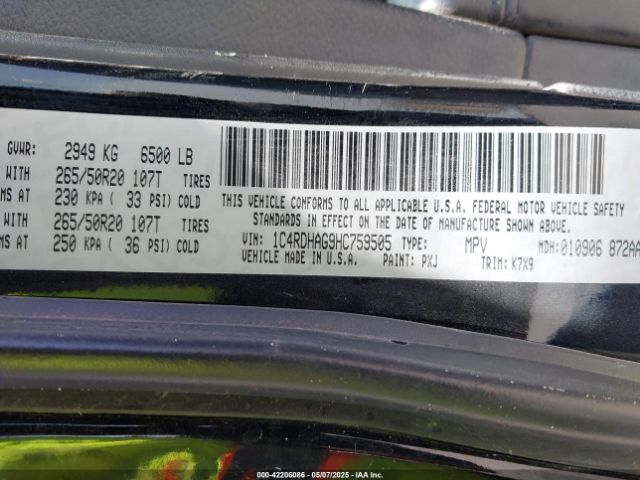 GVWR: 2949 KG 6500 LB
WITH 265/50R20 107T TIRES
MS AT 230 KPA ( 33 PSI) COLD
WITH 265/50R20 107T TIRES
MS AT 250 KPA ( 36 PSI) COLD
THIS VEHICLE CONFORMS TO ALL APPLICABLE U.S.A. FEDERAL MOTOR VEHICLE SAFETY
STANDARDS IN EFFECT ON THE DATE OF MANUFACTURE SHOWN ABOVE.
VIN: 1C4RDHAG9HC759505 TYPE: MPV MDH: 010906 872AA
MADE IN U.S.A. PAINT: PXJ TRIM: K7X9
000-42206086 - 05/07/2025 - IAA Inc.